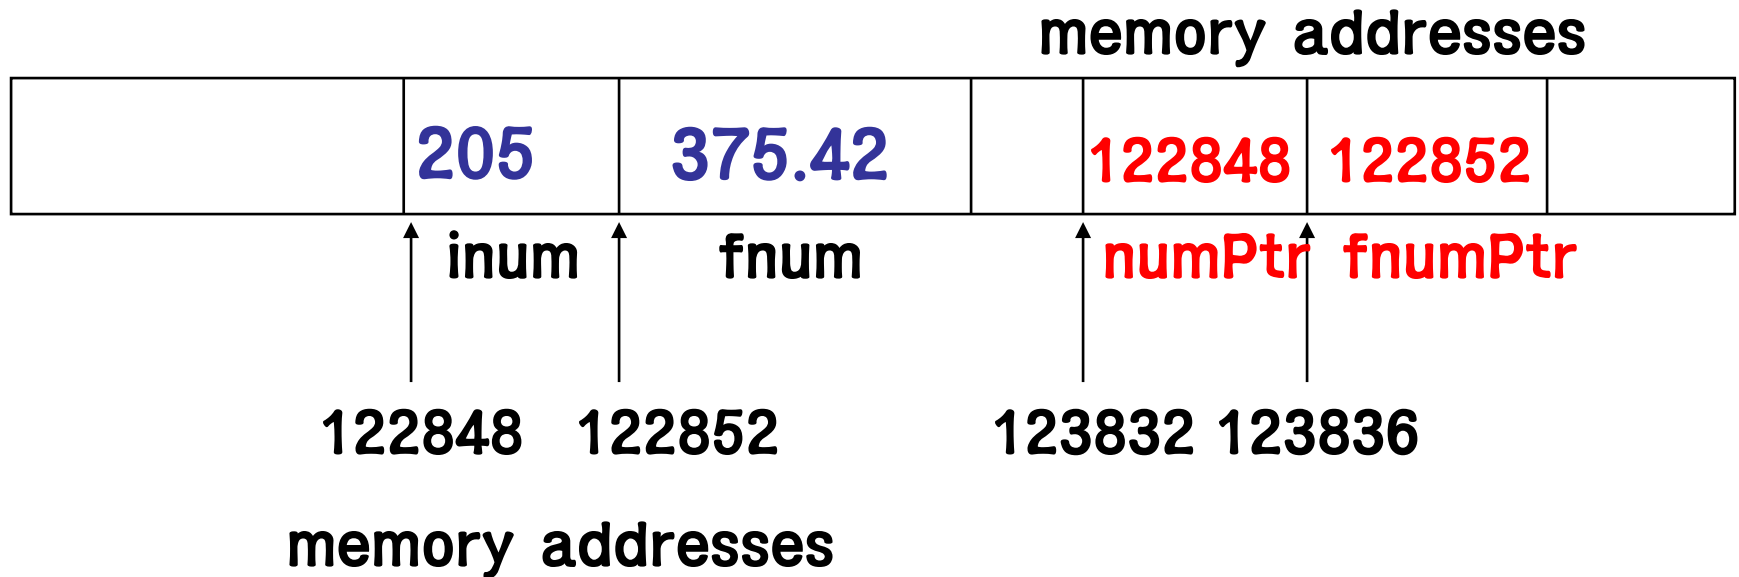 memory addresses
205 375.42 122848 122852
inum fnum numPtr fnumPtr
122848 122852 123832 123836
memory addresses